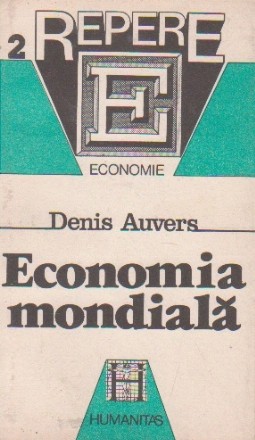 2 REPERE
E
ECONOMIE
Denis Auvers
Economia
mondială
H
HUMANITAS